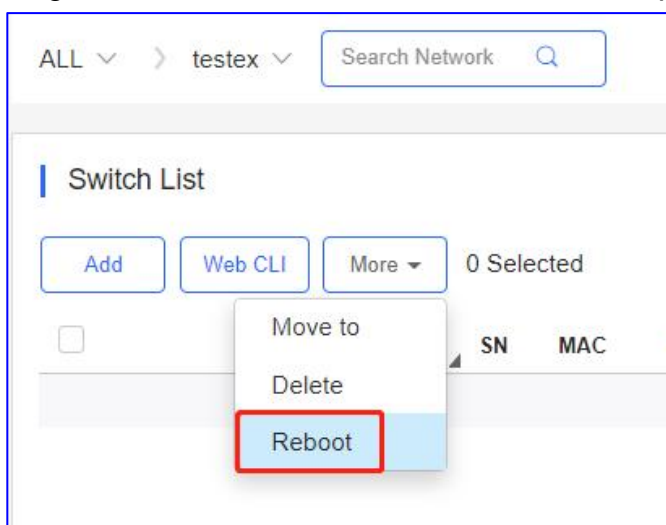 ALL > testex Search Network
Switch List
Add Web CLI More 0 Selected
Move to
SN MAC
Delete
Reboot